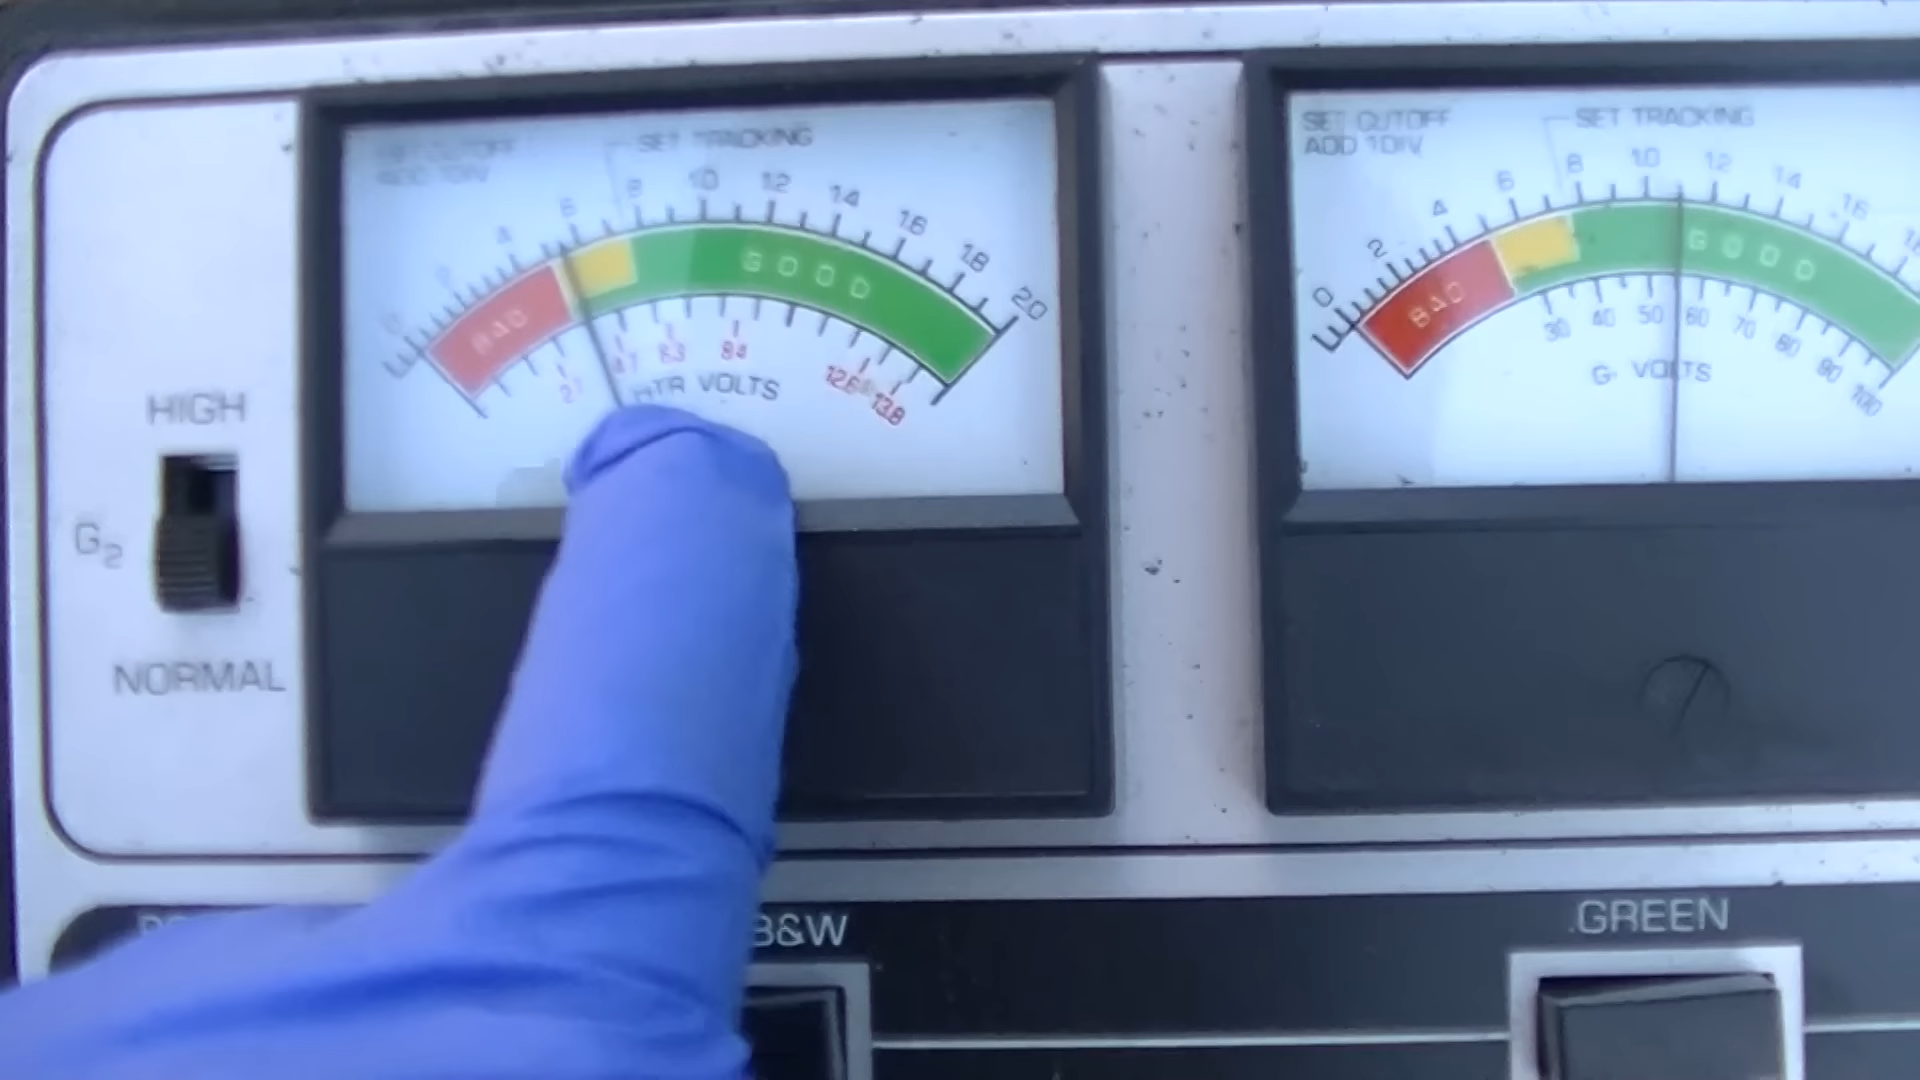 SET CUTOFF
ADD 1DIV
SET TRACKING
0 2 4 6 8 10 12 14 16 18 20
BAD
GOOD
2.7 4.7 6.3 8.4 12.6 13.8
HTR VOLTS
SET CUTOFF
ADD 1DIV
SET TRACKING
0 2 4 6 8 10 12 14 16
BAD
GOOD
30 40 50 60 70 80 90 100
VOLTS
HIGH
G2
NORMAL
B&W
GREEN